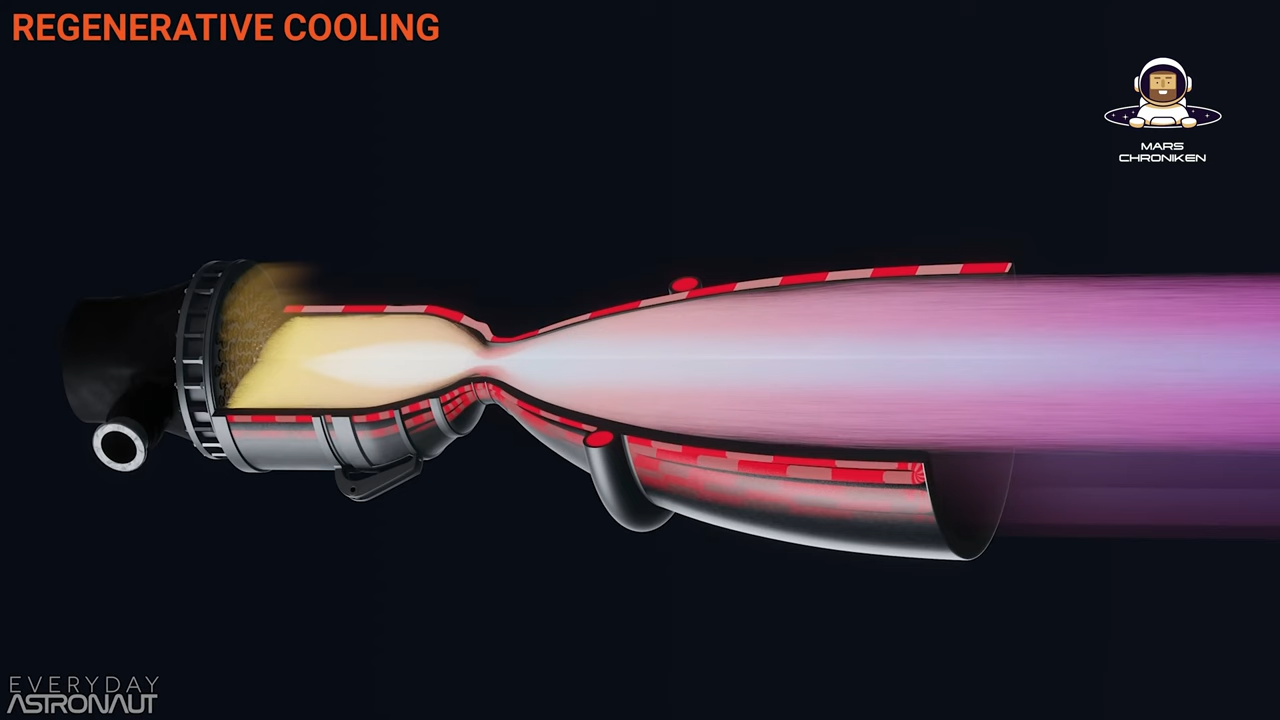 REGENERATIVE COOLING
MARS
CHRONIKEN
EVERYDAY
ASTRONAUT